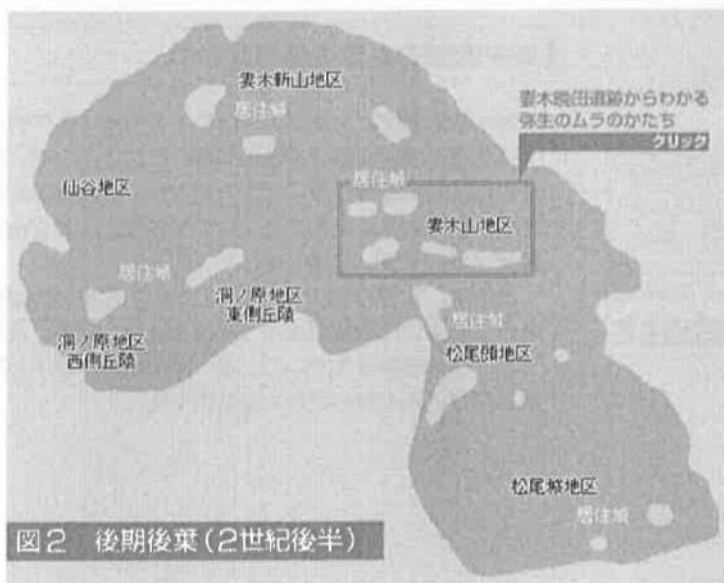 妻木新山地区
居住域
妻木晩田遺跡からわかる
弥生のムラのかたち
クリック
仙谷地区
居住域
妻木山地区
居住域
洞ノ原地区
東側丘陵
洞ノ原地区
西側丘陵
居住域
松尾頭地区
松尾城地区
居住域
図2 後期後葉(2世紀後半)